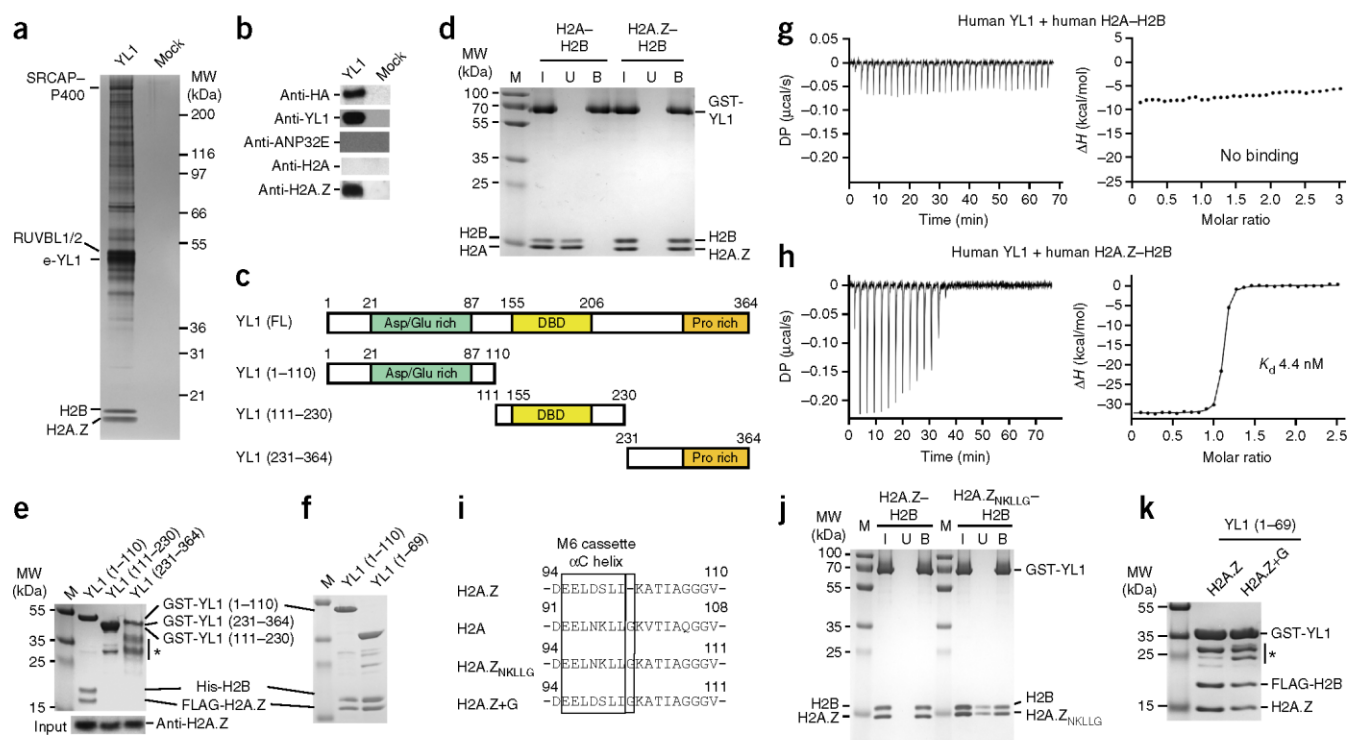 a
YL1
Mock
MW
(kDa)
SRCAP–
P400
200
116
97
66
55
36
31
21
RUVBL1/2
e-YL1
H2B
H2A.Z
b
YL1
Mock
Anti-HA
Anti-YL1
Anti-ANP32E
Anti-H2A
Anti-H2A.Z
c
1 21 87 155 206 364
YL1 (FL) Asp/Glu rich DBD Pro rich
1 21 87 110
YL1 (1–110) Asp/Glu rich
111 155 230
YL1 (111–230) DBD
231 364
YL1 (231–364) Pro rich
d
H2A–
H2B
H2A.Z–
H2B
MW
(kDa)
M I U B I U B
100
70
55
35
25
GST-
YL1
H2B
H2A
H2B
H2A.Z
e
MW
(kDa)
M
YL1 (1–110)
YL1 (111–230)
YL1 (231–364)
55
35
25
15
GST-YL1 (1–110)
GST-YL1 (231–364)
GST-YL1 (111–230)
*
His-H2B
FLAG-H2A.Z
Input
Anti-H2A.Z
f
M
YL1 (1–110)
YL1 (1–69)
g
Human YL1 + human H2A–H2B
DP (µcal/s)
0.05
0
–0.05
–0.10
–0.15
–0.20
0 10 20 30 40 50 60 70
Time (min)
ΔH (kcal/mol)
5
0
–5
–10
–15
–20
–25
No binding
0 0.5 1.0 1.5 2.0 2.5 3
Molar ratio
h
Human YL1 + human H2A.Z–H2B
DP (µcal/s)
0
–0.05
–0.10
–0.15
–0.20
0 10 20 30 40 50 60 70
Time (min)
ΔH (kcal/mol)
0
–5
–10
–15
–20
–25
–30
Kd 4.4 nM
0 0.5 1.0 1.5 2.0 2.5
Molar ratio
i
M6 cassette
αC helix
94 110
H2A.Z –DEELDSLI–KATIAGGGV–
91 108
H2A –DEELNKLLGKVTIAQGGV–
94 111
H2A.ZNKLLG –DEELNKLLGKATIAGGGV–
94 111
H2A.Z+G –DEELDSLIGKATIAGGGV–
j
H2A.Z–
H2B
H2A.ZNKLLG–
H2B
MW
(kDa)
M I U B M I U B
100
70
55
35
25
15
GST-YL1
H2B
H2A.Z
H2B
H2A.ZNKLLG
k
YL1 (1–69)
MW
(kDa)
H2A.Z
H2A.Z+G
55
35
25
15
GST-YL1
*
FLAG-H2B
H2A.Z